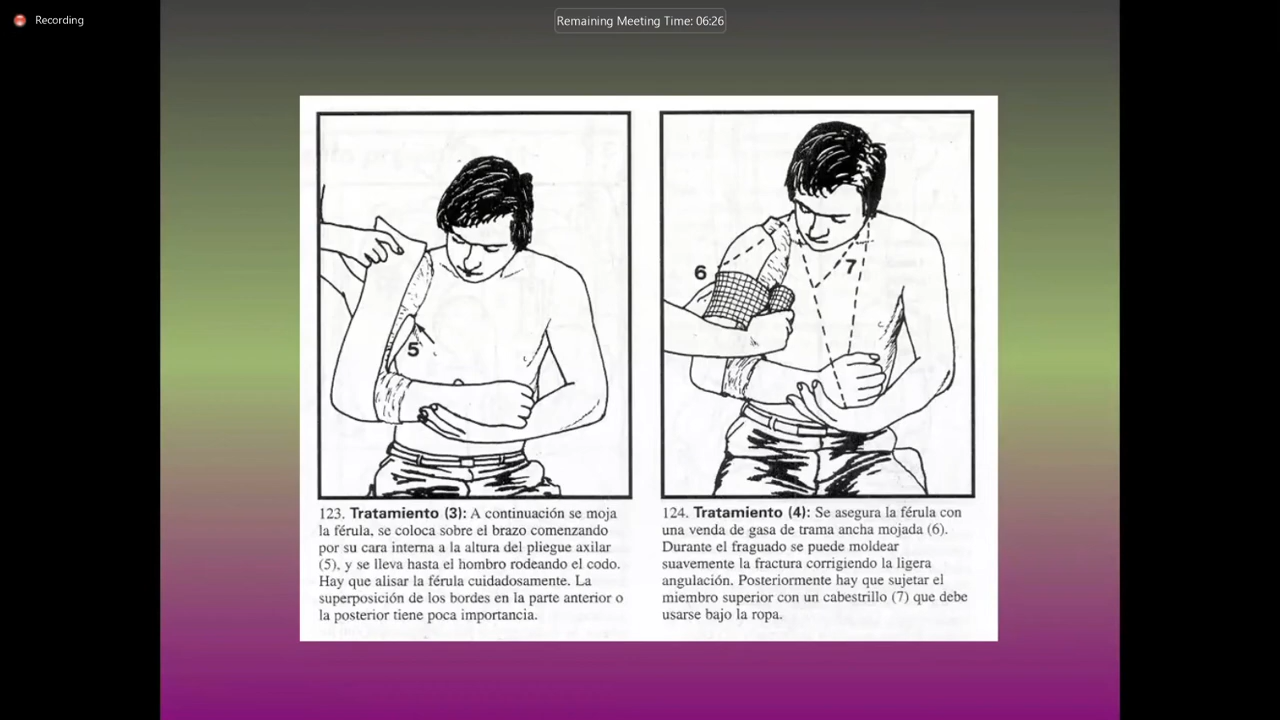 Recording
Remaining Meeting Time: 06:26
6
7
5
123. Tratamiento (3): A continuación se moja
la férula, se coloca sobre el brazo comenzando
por su cara interna a la altura del pliegue axilar
(5), y se lleva hasta el hombro rodeando el codo.
Hay que alisar la férula cuidadosamente. La
superposición de los bordes en la parte anterior o
la posterior tiene poca importancia.
124. Tratamiento (4): Se asegura la férula con
una venda de gasa de trama ancha mojada (6).
Durante el fraguado se puede moldear
suavemente la fractura corrigiendo la ligera
angulación. Posteriormente hay que sujetar el
miembro superior con un cabestrillo (7) que debe
usarse bajo la ropa.